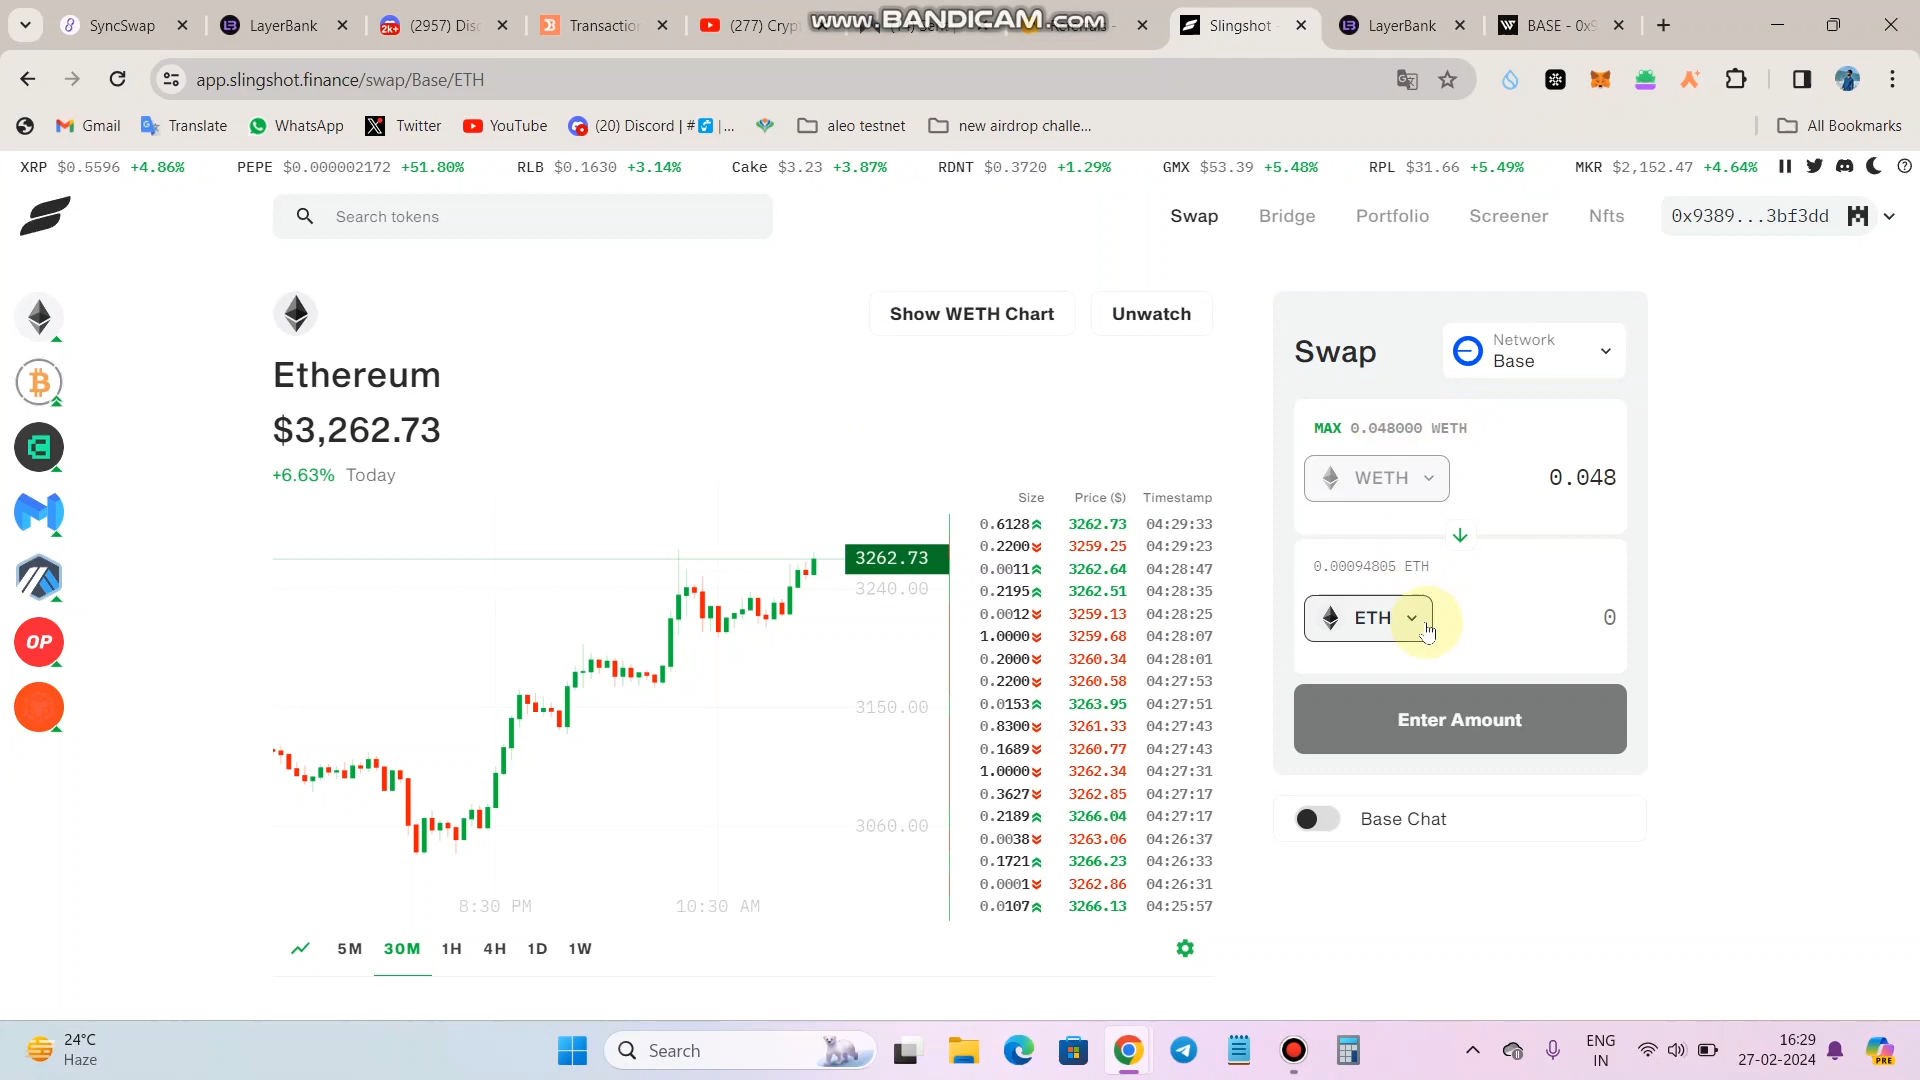 SyncSwap
LayerBank
(2957) Dis
Transactio
(277) Cryp
www.BANDICAM.com
Slingshot
LayerBank
BASE - 0x9
app.slingshot.finance/swap/Base/ETH
Gmail
Translate
WhatsApp
Twitter
YouTube
(20) Discord | #
|...
aleo testnet
new airdrop challe...
All Bookmarks
XRP $0.5596 +4.86%
PEPE $0.000002172 +51.80%
RLB $0.1630 +3.14%
Cake $3.23 +3.87%
RDNT $0.3720 +1.29%
GMX $53.39 +5.48%
RPL $31.66 +5.49%
MKR $2,152.47 +4.64%
Search tokens
Swap
Bridge
Portfolio
Screener
Nfts
0x9389...3bf3dd
Show WETH Chart
Unwatch
Ethereum
$3,262.73
+6.63% Today
OP
3262.73
3240.00
3150.00
3060.00
8:30 PM
10:30 AM
Size Price ($) Timestamp
0.6128 3262.73 04:29:33
0.2200 3259.25 04:29:23
0.0011 3262.64 04:28:47
0.2195 3262.51 04:28:35
0.0012 3259.13 04:28:25
1.0000 3259.68 04:28:07
0.2000 3260.34 04:28:01
0.2200 3260.58 04:27:53
0.0153 3263.95 04:27:51
0.8300 3261.33 04:27:43
0.1689 3260.77 04:27:43
1.0000 3262.34 04:27:31
0.3627 3262.85 04:27:17
0.2189 3266.04 04:27:17
0.0038 3263.06 04:26:37
0.1721 3266.23 04:26:33
0.0001 3262.86 04:26:31
0.0107 3266.13 04:25:57
5M
30M
1H
4H
1D
1W
Swap
Network
Base
MAX 0.048000 WETH
WETH
0.048
0.00094805 ETH
ETH
0
Enter Amount
Base Chat
24°C
Haze
Search
ENG
IN
16:29
27-02-2024
PRE